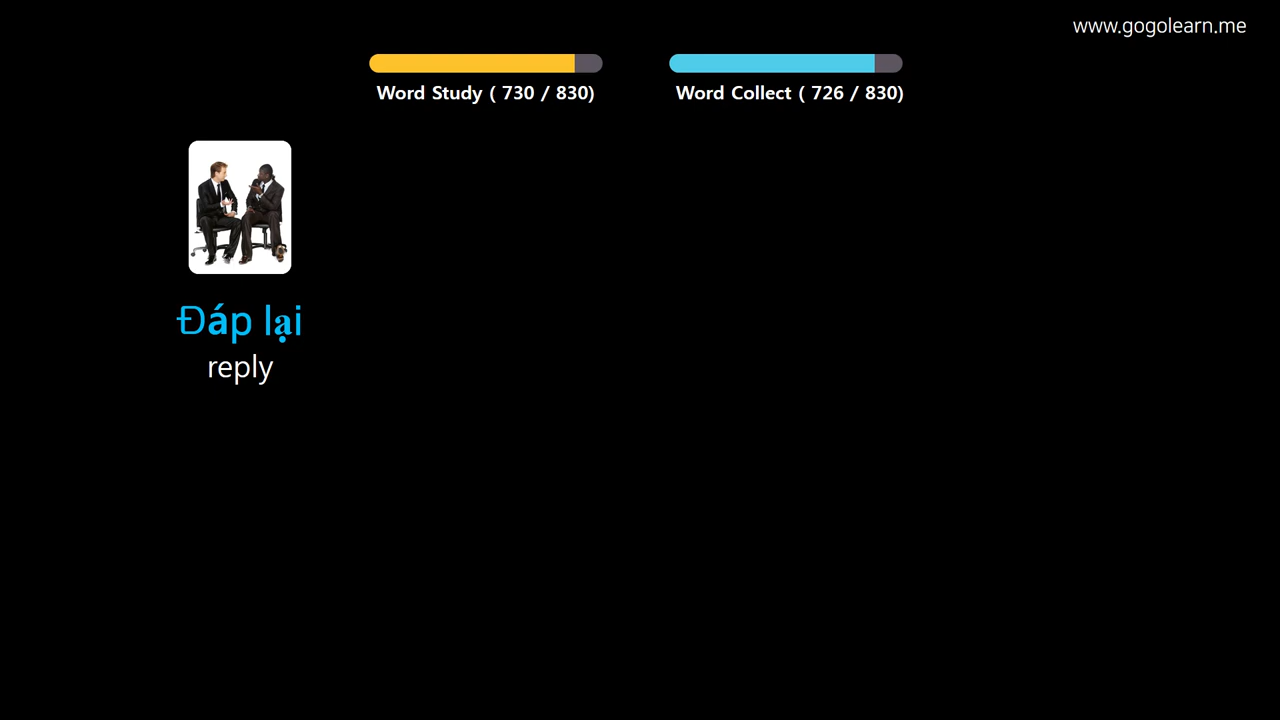 www.gogolearn.me
Word Study ( 730 / 830)
Word Collect ( 726 / 830)
Đáp lại
reply